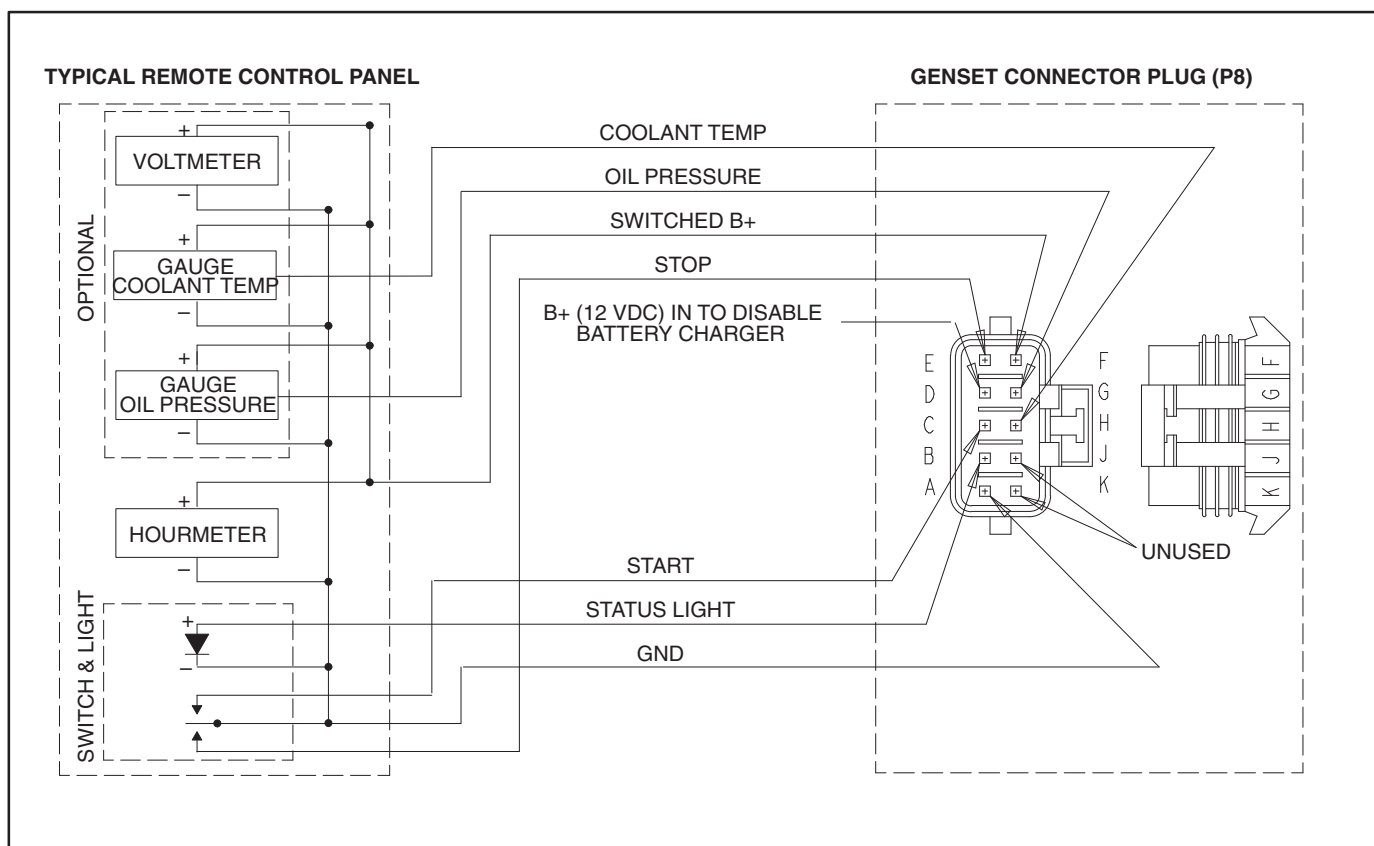 TYPICAL REMOTE CONTROL PANEL
GENSET CONNECTOR PLUG (P8)
OPTIONAL
+
VOLTMETER
–
+
GAUGE
COOLANT TEMP
–
+
GAUGE
OIL PRESSURE
–
+
HOURMETER
–
SWITCH & LIGHT
+
–
COOLANT TEMP
OIL PRESSURE
SWITCHED B+
STOP
B+ (12 VDC) IN TO DISABLE
BATTERY CHARGER
START
STATUS LIGHT
GND
E
D
C
B
A
F
G
H
J
K
UNUSED
F
G
H
J
K